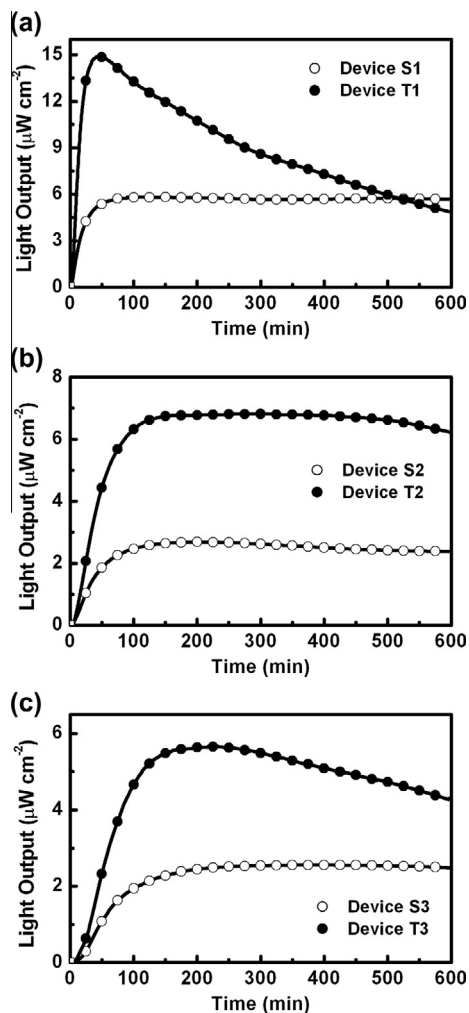 (a)
Light Output (μW cm⁻²)
15
12
9
6
3
0
Device S1
Device T1
0 100 200 300 400 500 600
Time (min)
(b)
Light Output (μW cm⁻²)
8
6
4
2
0
Device S2
Device T2
0 100 200 300 400 500 600
Time (min)
(c)
Light Output (μW cm⁻²)
6
4
2
0
Device S3
Device T3
0 100 200 300 400 500 600
Time (min)